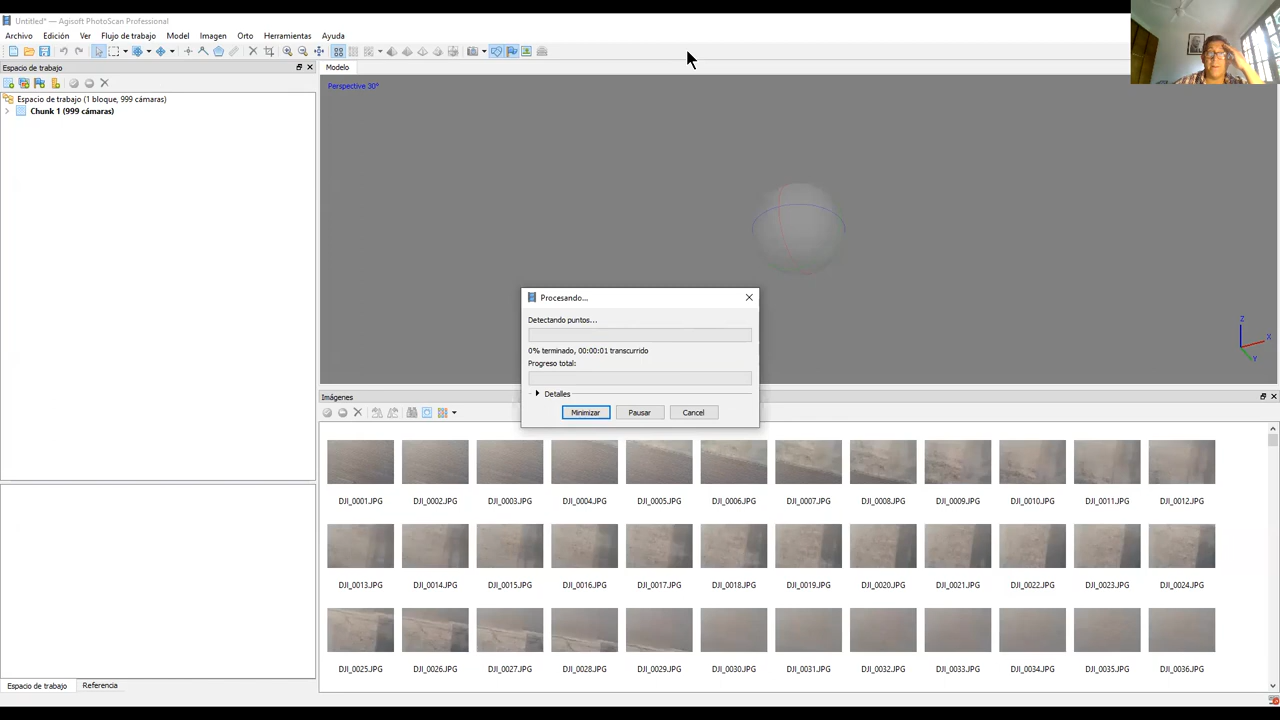 Untitled* — Agisoft PhotoScan Professional
Archivo Edición Ver Flujo de trabajo Model Imagen Orto Herramientas Ayuda
Espacio de trabajo
Modelo
Espacio de trabajo (1 bloque, 999 cámaras)
Chunk 1 (999 cámaras)
Perspective 30°
Procesando...
Detectando puntos...
0% terminado, 00:00:01 transcurrido
Progreso total:
Detalles
Minimizar Pausar Cancel
Z
X
Y
Imágenes
DJI_0001.JPG DJI_0002.JPG DJI_0003.JPG DJI_0004.JPG DJI_0005.JPG DJI_0006.JPG DJI_0007.JPG DJI_0008.JPG DJI_0009.JPG DJI_0010.JPG DJI_0011.JPG DJI_0012.JPG
DJI_0013.JPG DJI_0014.JPG DJI_0015.JPG DJI_0016.JPG DJI_0017.JPG DJI_0018.JPG DJI_0019.JPG DJI_0020.JPG DJI_0021.JPG DJI_0022.JPG DJI_0023.JPG DJI_0024.JPG
DJI_0025.JPG DJI_0026.JPG DJI_0027.JPG DJI_0028.JPG DJI_0029.JPG DJI_0030.JPG DJI_0031.JPG DJI_0032.JPG DJI_0033.JPG DJI_0034.JPG DJI_0035.JPG DJI_0036.JPG
Espacio de trabajo Referencia